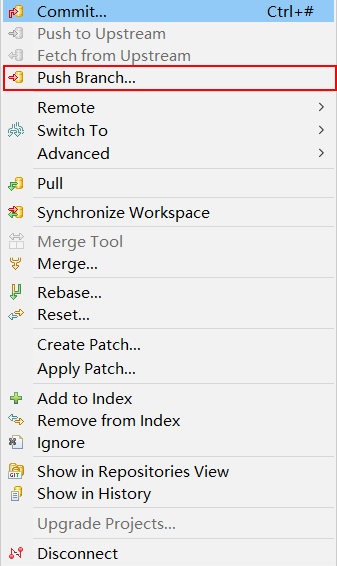 Commit... Ctrl+#
Push to Upstream
Fetch from Upstream
Push Branch...
Remote
Switch To
Advanced
Pull
Synchronize Workspace
Merge Tool
Merge...
Rebase...
Reset...
Create Patch...
Apply Patch...
Add to Index
Remove from Index
Ignore
GIT Show in Repositories View
Show in History
Upgrade Projects...
Disconnect